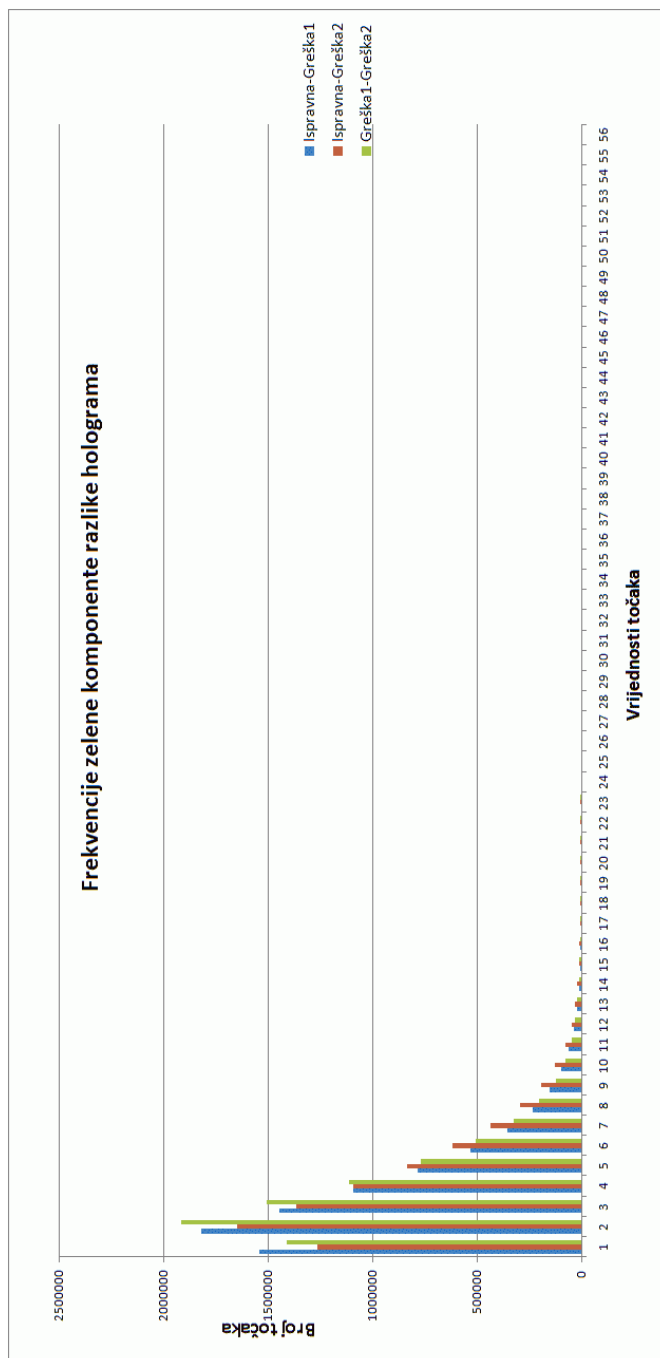 Frekvencije zelene komponente razlike holograma
Broj točaka
2500000
2000000
1500000
1000000
500000
0
1 2 3 4 5 6 7 8 9 10 11 12 13 14 15 16 17 18 19 20 21 22 23 24 25 26 27 28 29 30 31 32 33 34 35 36 37 38 39 40 41 42 43 44 45 46 47 48 49 50 51 52 53 54 55 56
Vrijednosti točaka
Ispravna-Greška1
Ispravna-Greška2
Greška1-Greška2